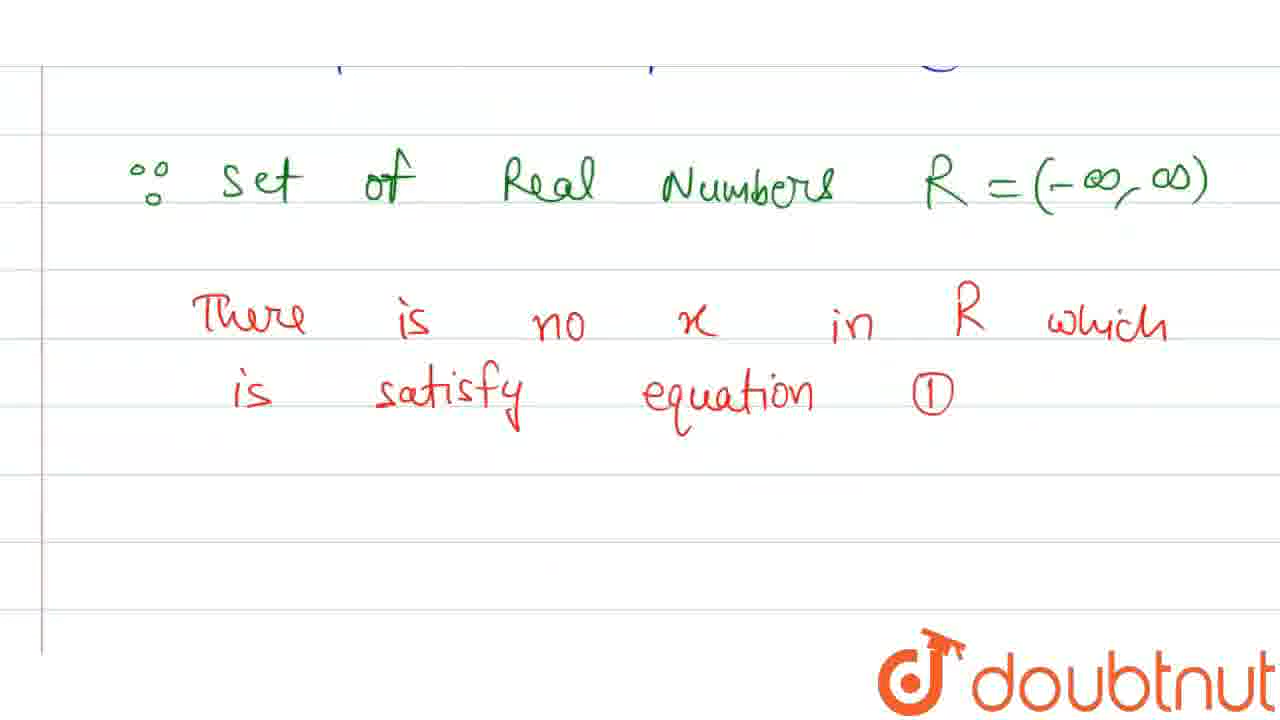 ∵ Set of Real Numbers R = (-∞, ∞)
There is no x in R which
is satisfy equation ①
doubtnut